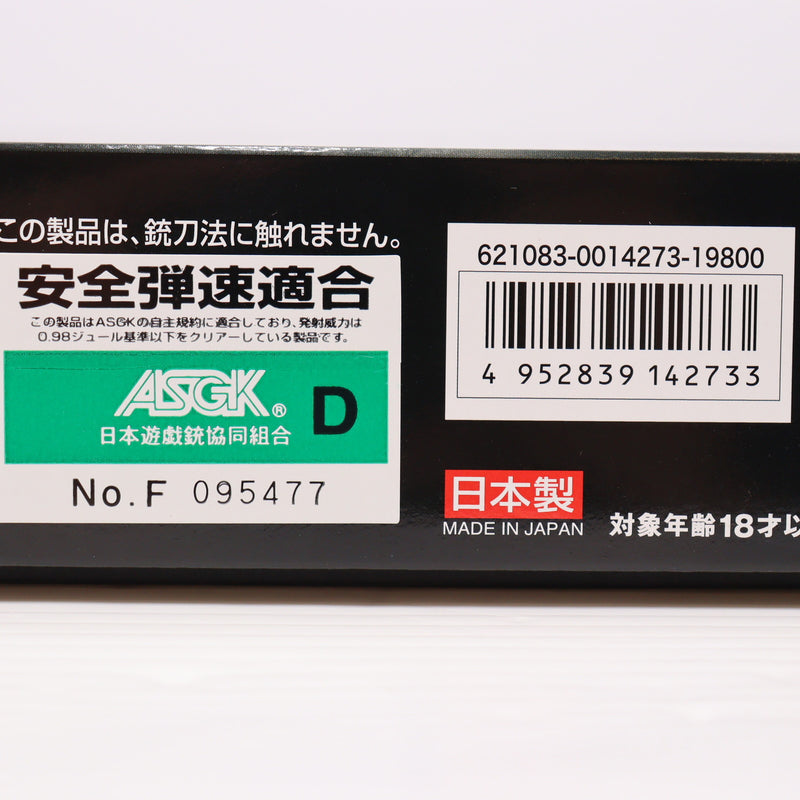 この製品は、銃刀法に触れません。
安全弾速適合
この製品はASGKの自主規約に適合しており、発射威力は
0.98ジュール基準以下をクリアーしている製品です。
ASGK® D
日本遊戯銃協同組合
No.F 095477
621083-0014273-19800
4 952839 142733
日本製
MADE IN JAPAN
対象年齢18才以